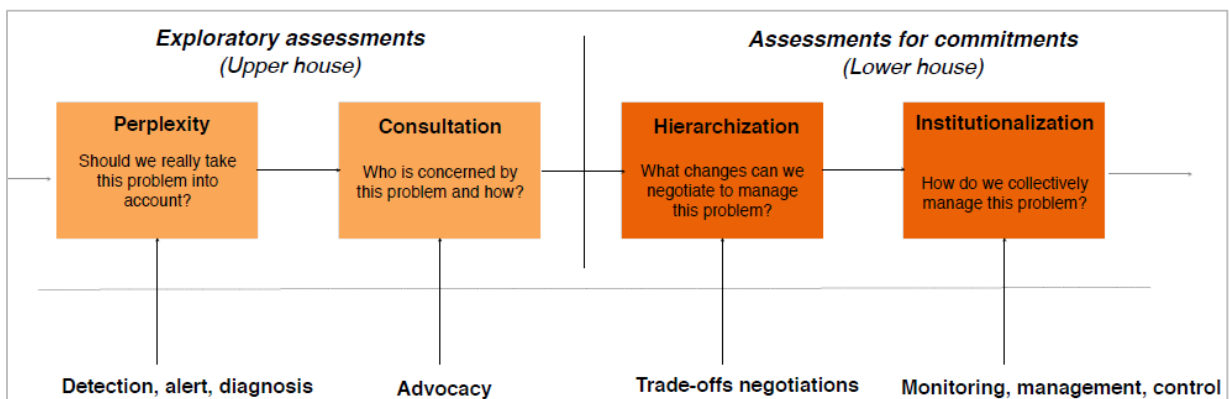 Exploratory assessments
(Upper house)
Assessments for commitments
(Lower house)
Perplexity
Should we really take
this problem into
account?
Consultation
Who is concerned by
this problem and how?
Hierarchization
What changes can we
negotiate to manage
this problem?
Institutionalization
How do we collectively
manage this problem?
Detection, alert, diagnosis
Advocacy
Trade-offs negotiations
Monitoring, management, control